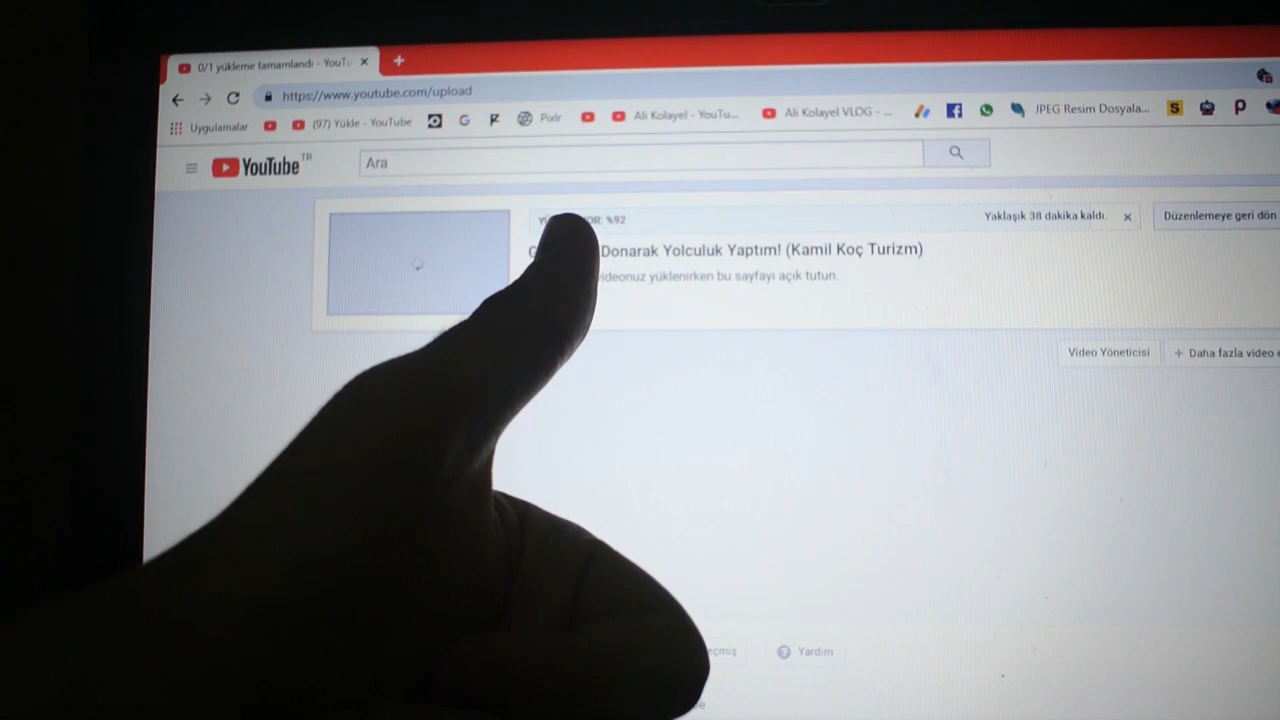 0/1 yükleme tamamlandı - YouTu
https://www.youtube.com/upload
Uygulamalar (97) Yükle - YouTube G Pixlr Ali Kolayel - YouTu... Ali Kolayel VLOG - ... JPEG Resim Dosyala... S
YouTube TR Ara
%92 Yaklaşık 38 dakika kaldı. Düzenlemeye geri dön
Donarak Yolculuk Yaptım! (Kamil Koç Turizm)
yüklenirken bu sayfayı açık tutun.
Video Yöneticisi + Daha fazla video
Yardım